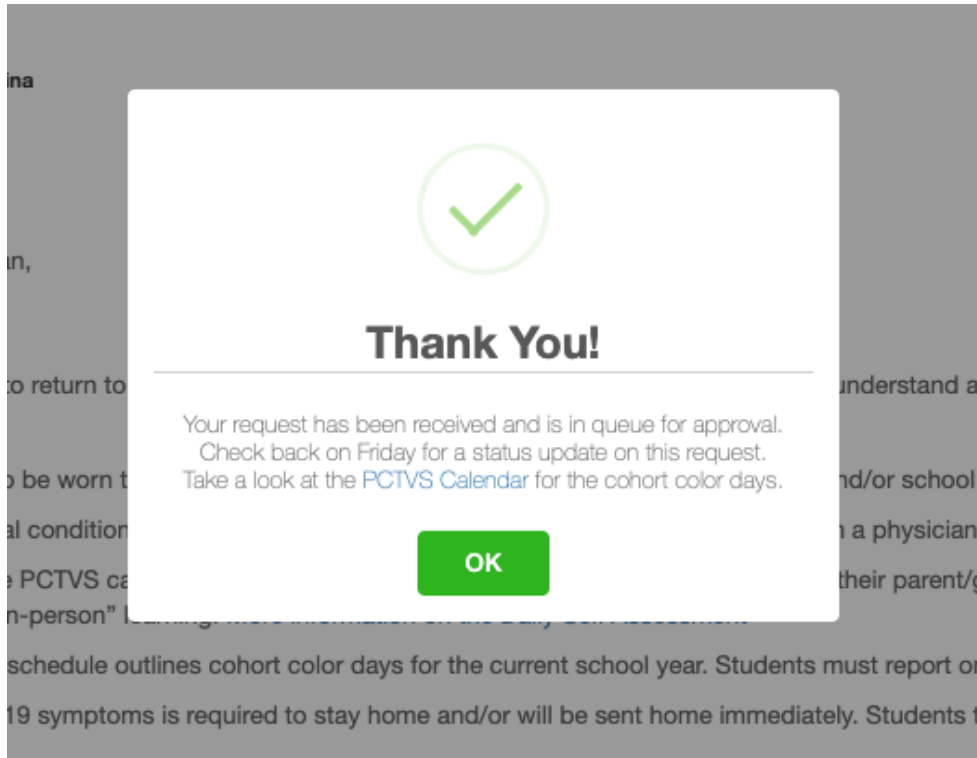 ina
an,
to return to
understand a
Thank You!
Your request has been received and is in queue for approval.
Check back on Friday for a status update on this request.
Take a look at the PCTVS Calendar for the cohort color days.
OK
be worn t
nd/or school
al condition
a physician
PCTVS ca
their parent/g
n-person"
schedule outlines cohort color days for the current school year. Students must report or
19 symptoms is required to stay home and/or will be sent home immediately. Students t